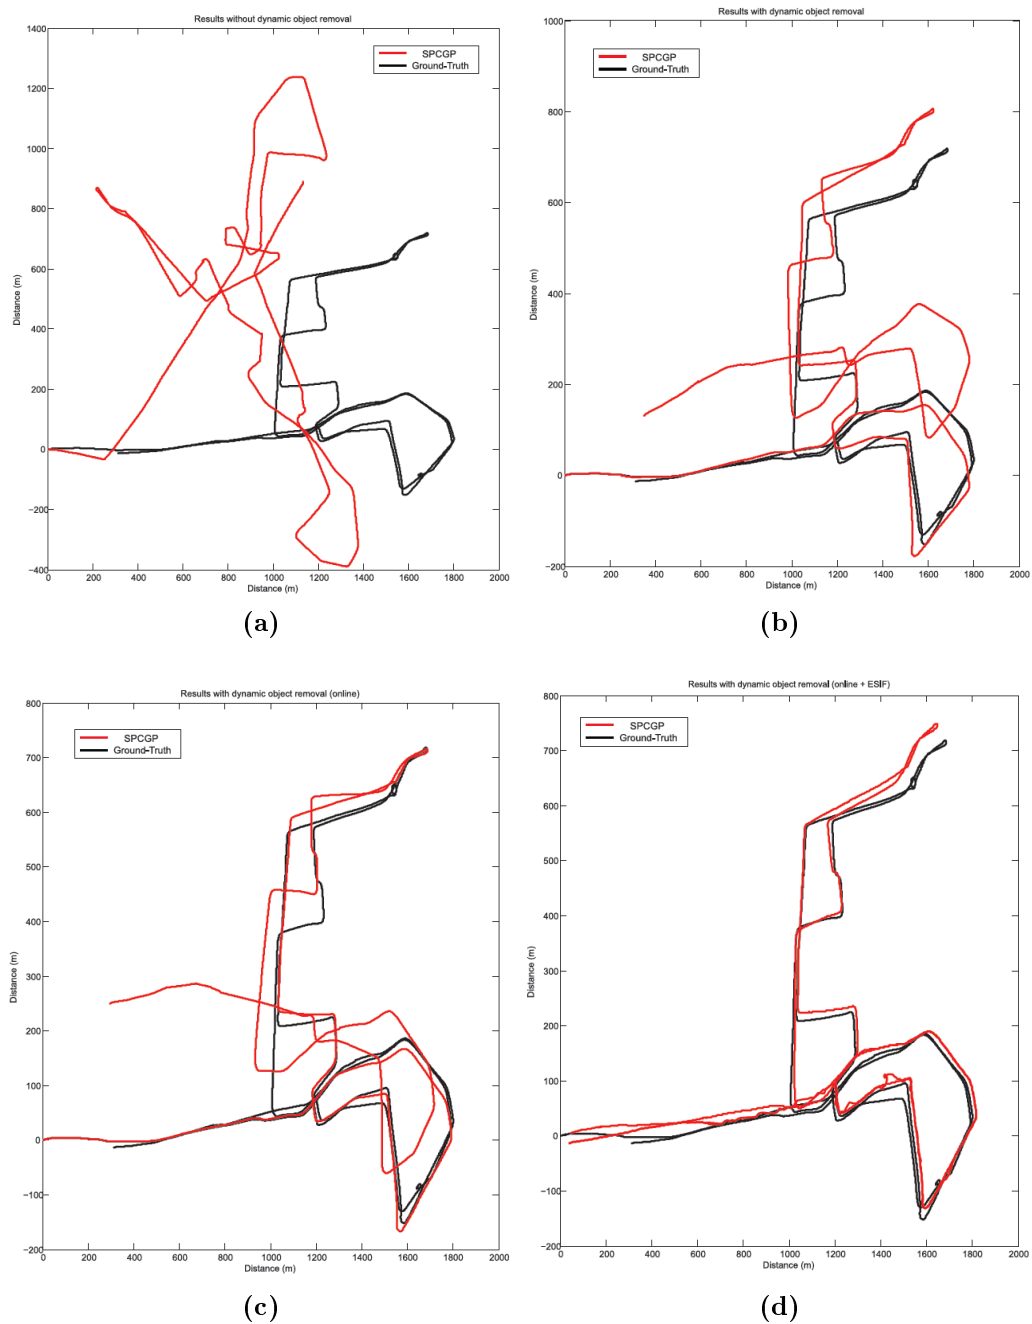 Results without dynamic object removal
SPCGP
Ground-Truth
1400
1200
1000
800
600
400
200
0
−200
−400
0 200 400 600 800 1000 1200 1400 1600 1800 2000
Distance (m)
Distance (m)
(a)
Results with dynamic object removal
SPCGP
Ground-Truth
1000
800
600
400
200
0
−200
0 200 400 600 800 1000 1200 1400 1600 1800 2000
Distance (m)
Distance (m)
(b)
Results with dynamic object removal (online)
SPCGP
Ground-Truth
800
700
600
500
400
300
200
100
0
−100
−200
0 200 400 600 800 1000 1200 1400 1600 1800 2000
Distance (m)
Distance (m)
(c)
Results with dynamic object removal (online + ESIF)
SPCGP
Ground-Truth
800
700
600
500
400
300
200
100
0
−100
−200
0 200 400 600 800 1000 1200 1400 1600 1800 2000
Distance (m)
Distance (m)
(d)